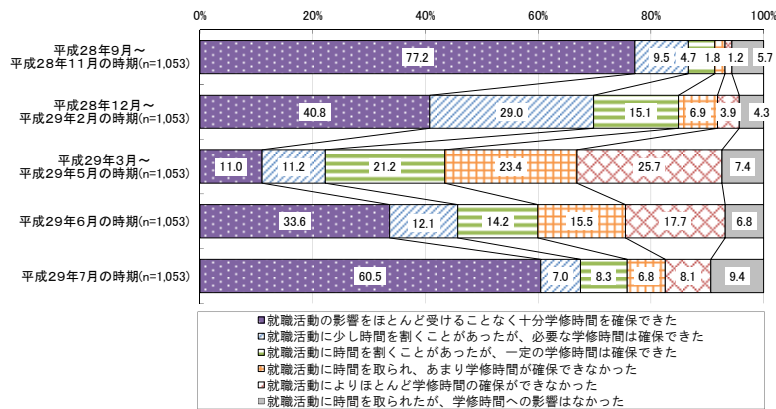 0% 20% 40% 60% 80% 100%
平成28年9月～
平成28年11月の時期(n=1,053)
77.2 9.5 4.7 1.8 1.2 5.7
平成28年12月～
平成29年2月の時期(n=1,053)
40.8 29.0 15.1 6.9 3.9 4.3
平成29年3月～
平成29年5月の時期(n=1,053)
11.0 11.2 21.2 23.4 25.7 7.4
平成29年6月の時期(n=1,053)
33.6 12.1 14.2 15.5 17.7 6.8
平成29年7月の時期(n=1,053)
60.5 7.0 8.3 6.8 8.1 9.4
就職活動の影響をほとんど受けることなく十分学修時間を確保できた
就職活動に少し時間を割くことがあったが、必要な学修時間は確保できた
就職活動に時間を割くことがあったが、一定の学修時間は確保できた
就職活動に時間を取られ、あまり学修時間が確保できなかった
就職活動によりほとんど学修時間の確保ができなかった
就職活動に時間を取られたが、学修時間への影響はなかった